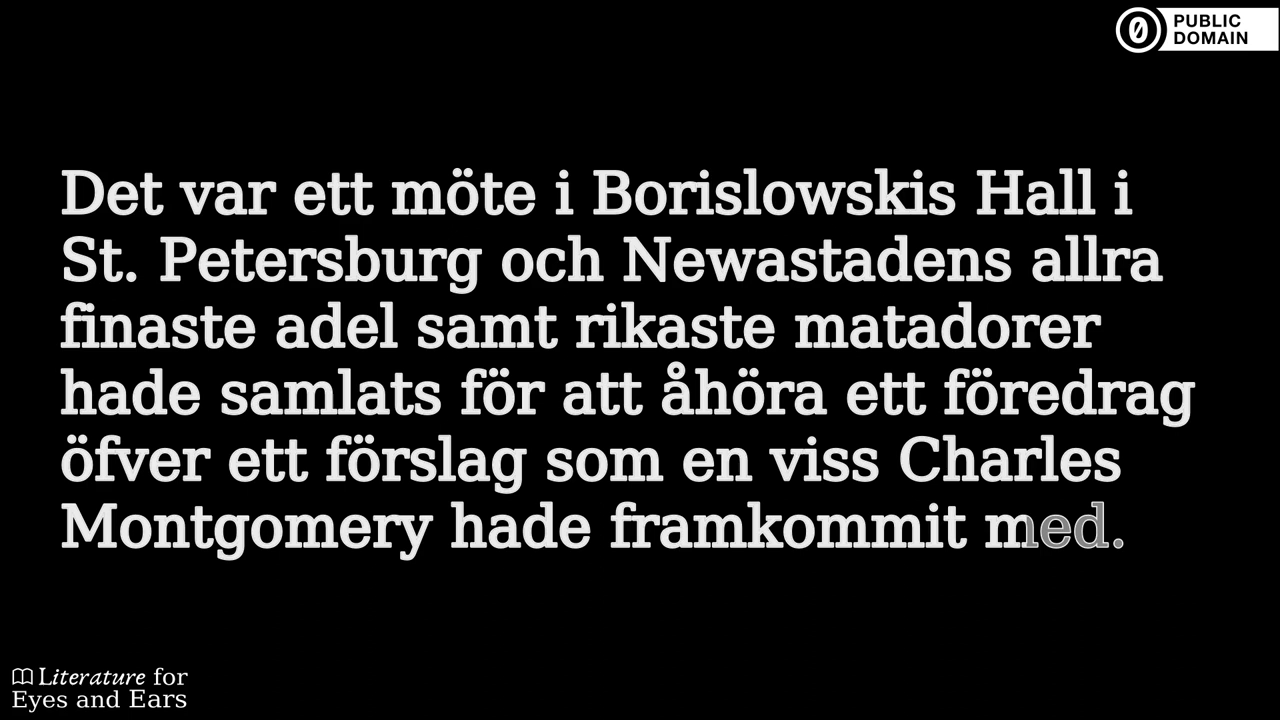 0 PUBLIC
DOMAIN
Det var ett möte i Borislowskis Hall i
St. Petersburg och Newastadens allra
finaste adel samt rikaste matadorer
hade samlats för att åhöra ett föredrag
öfver ett förslag som en viss Charles
Montgomery hade framkommit med.
Literature for
Eyes and Ears